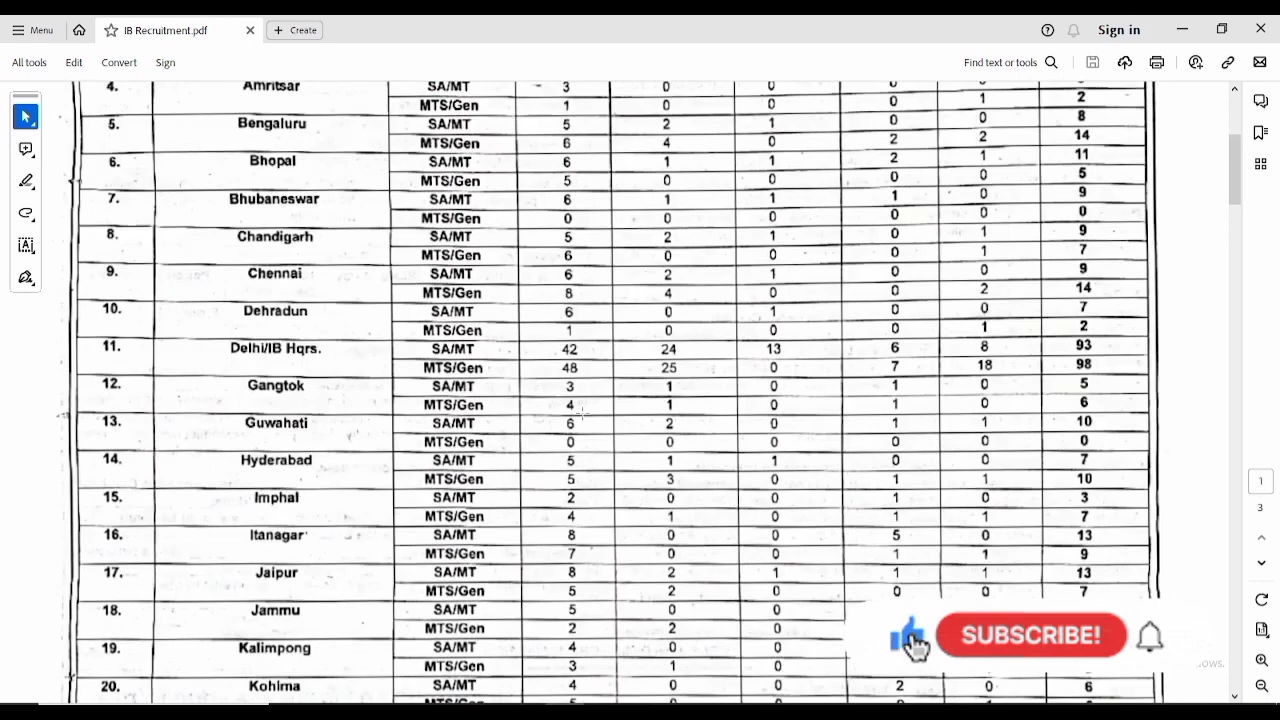 Menu IB Recruitment.pdf Create Sign in
All tools Edit Convert Sign Find text or tools
4. Amritsar SA/MT 3 0 0 0
MTS/Gen 1 0 0 0 1 2
5. Bengaluru SA/MT 5 2 1 0 0 8
MTS/Gen 6 4 0 2 2 14
6. Bhopal SA/MT 6 1 1 2 1 11
MTS/Gen 5 0 0 0 0 5
7. Bhubaneswar SA/MT 6 1 1 1 0 9
MTS/Gen 0 0 0 0 0 0
8. Chandigarh SA/MT 5 2 1 0 1 9
MTS/Gen 6 0 0 0 1 7
9. Chennai SA/MT 6 2 1 0 0 9
MTS/Gen 8 4 0 0 2 14
10. Dehradun SA/MT 6 0 1 0 0 7
MTS/Gen 1 0 0 0 1 2
11. Delhi/IB Hqrs. SA/MT 42 24 13 6 8 93
MTS/Gen 48 25 0 7 18 98
12. Gangtok SA/MT 3 1 0 1 0 5
MTS/Gen 4 1 0 1 0 6
13. Guwahati SA/MT 6 2 0 1 1 10
MTS/Gen 0 0 0 0 0 0
14. Hyderabad SA/MT 5 1 1 0 0 7
MTS/Gen 5 3 0 1 1 10
15. Imphal SA/MT 2 0 0 1 0 3
MTS/Gen 4 1 0 1 1 7
16. Itanagar SA/MT 8 0 0 5 0 13
MTS/Gen 7 0 0 1 1 9
17. Jaipur SA/MT 8 2 1 1 1 13
MTS/Gen 5 2 0 0 0 7
18. Jammu SA/MT 5 0 0
MTS/Gen 2 2 0
19. Kalimpong SA/MT 4 0 0
MTS/Gen 3 1 0
20. Kohima SA/MT 4 0 0 2 0 6
SUBSCRIBE!
1
3